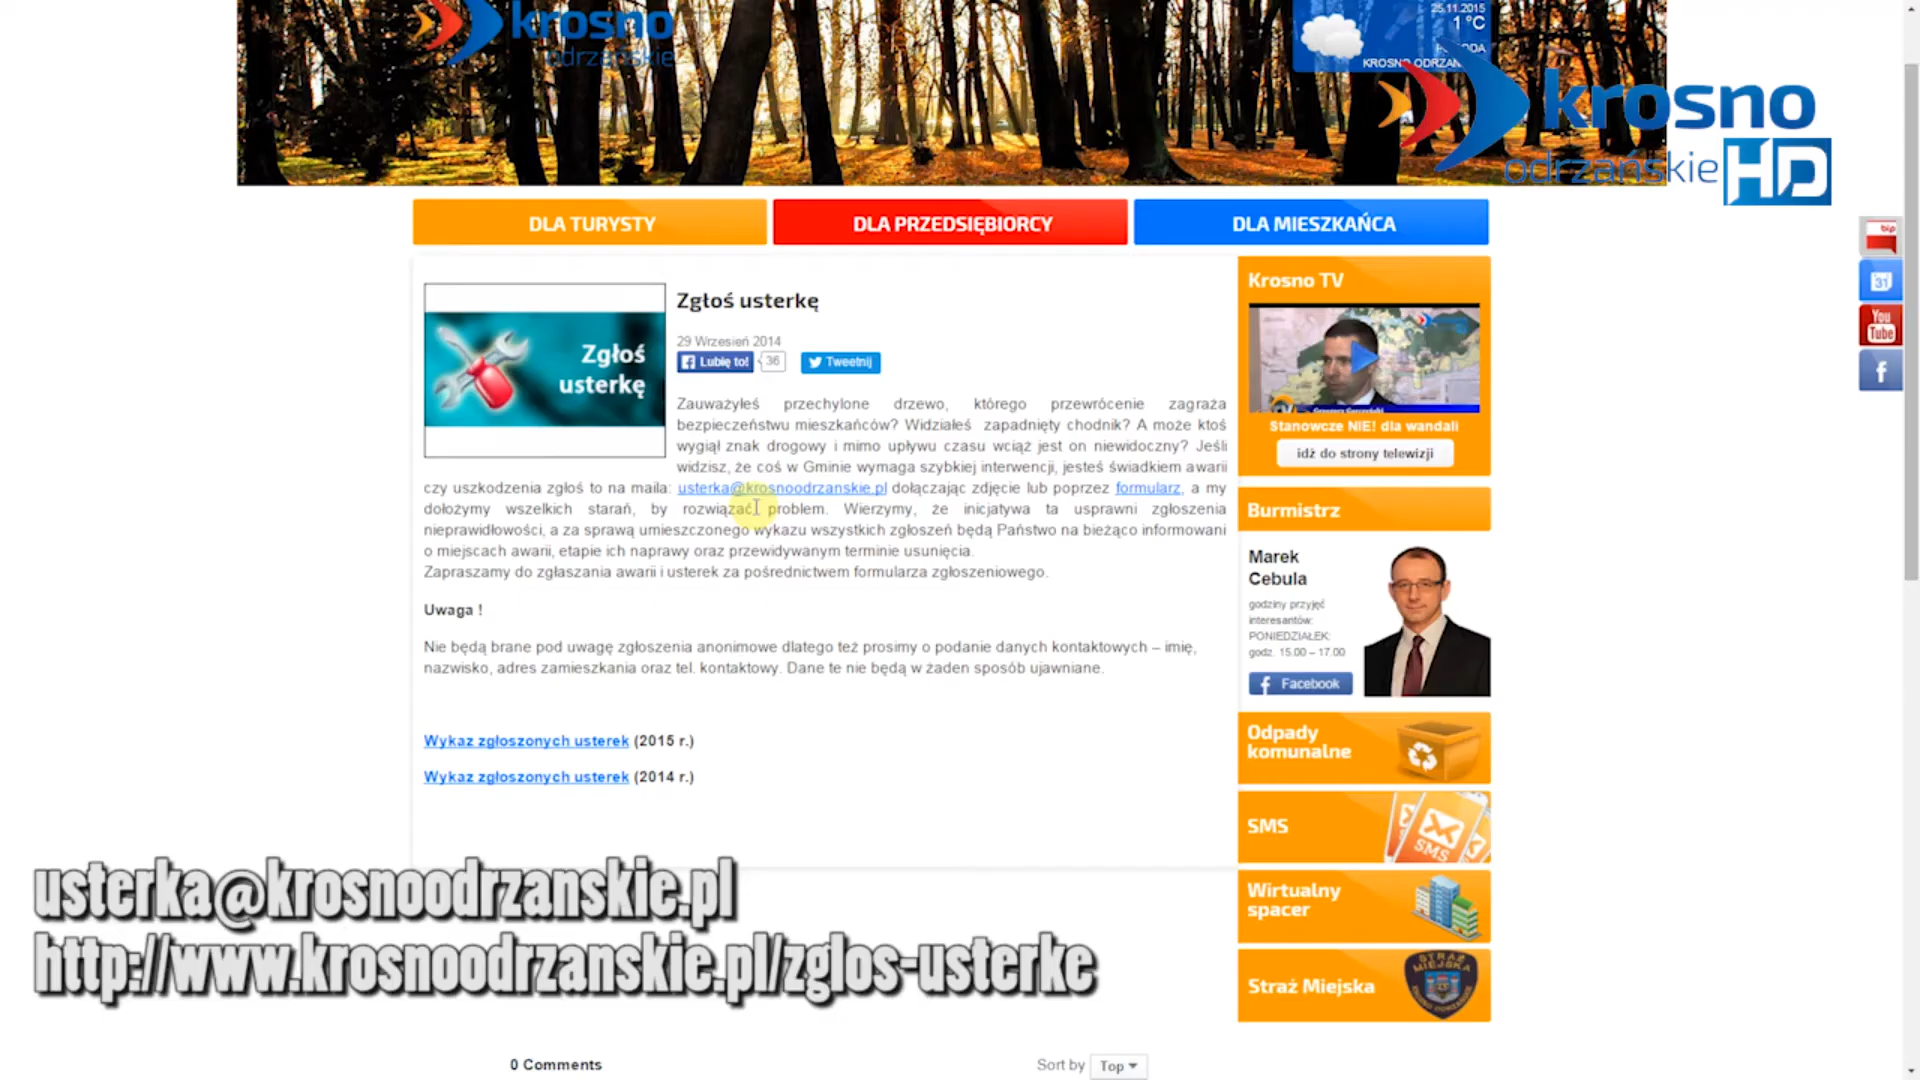 krosno
odrzańskie
25.11.2015
1 °C
KROSNO ODRZAŃ
krosno
odrzańskie HD
DLA TURYSTY
DLA PRZEDSIĘBIORCY
DLA MIESZKAŃCA
bip
31
You
Tube
Zgłoś
usterkę
Zgłoś usterkę
29 Wrzesień 2014
Lubię to! 36 Tweetnij
Zauważyłeś przechylone drzewo, którego przewrócenie zagraża
bezpieczeństwu mieszkańców? Widziałeś zapadnięty chodnik? A może ktoś
wygiął znak drogowy i mimo upływu czasu wciąż jest on niewidoczny? Jeśli
widzisz, że coś w Gminie wymaga szybkiej interwencji, jesteś świadkiem awarii
czy uszkodzenia zgłoś to na maila: usterka@krosnoodrzanskie.pl dołączając zdjęcie lub poprzez formularz, a my
dołożymy wszelkich starań, by rozwiązać problem. Wierzymy, że inicjatywa ta usprawni zgłoszenia
nieprawidłowości, a za sprawą umieszczonego wykazu wszystkich zgłoszeń będą Państwo na bieżąco informowani
o miejscach awarii, etapie ich naprawy oraz przewidywanym terminie usunięcia.
Zapraszamy do zgłaszania awarii i usterek za pośrednictwem formularza zgłoszeniowego.
Uwaga !
Nie będą brane pod uwagę zgłoszenia anonimowe dlatego też prosimy o podanie danych kontaktowych – imię,
nazwisko, adres zamieszkania oraz tel. kontaktowy. Dane te nie będą w żaden sposób ujawniane.
Wykaz zgłoszonych usterek (2015 r.)
Wykaz zgłoszonych usterek (2014 r.)
Krosno TV
Stanowcze NIE! dla wandali
idź do strony telewizji
Burmistrz
Marek
Cebula
godziny przyjęć
interesantów:
PONIEDZIAŁEK:
godz. 15.00 – 17.00
Facebook
Odpady
komunalne
SMS
SMS
Wirtualny
spacer
Straż Miejska
STRAŻ
MIEJSKA
usterka@krosnoodrzanskie.pl
http://www.krosnoodrzanskie.pl/zglos-usterke
0 Comments
Sort by Top